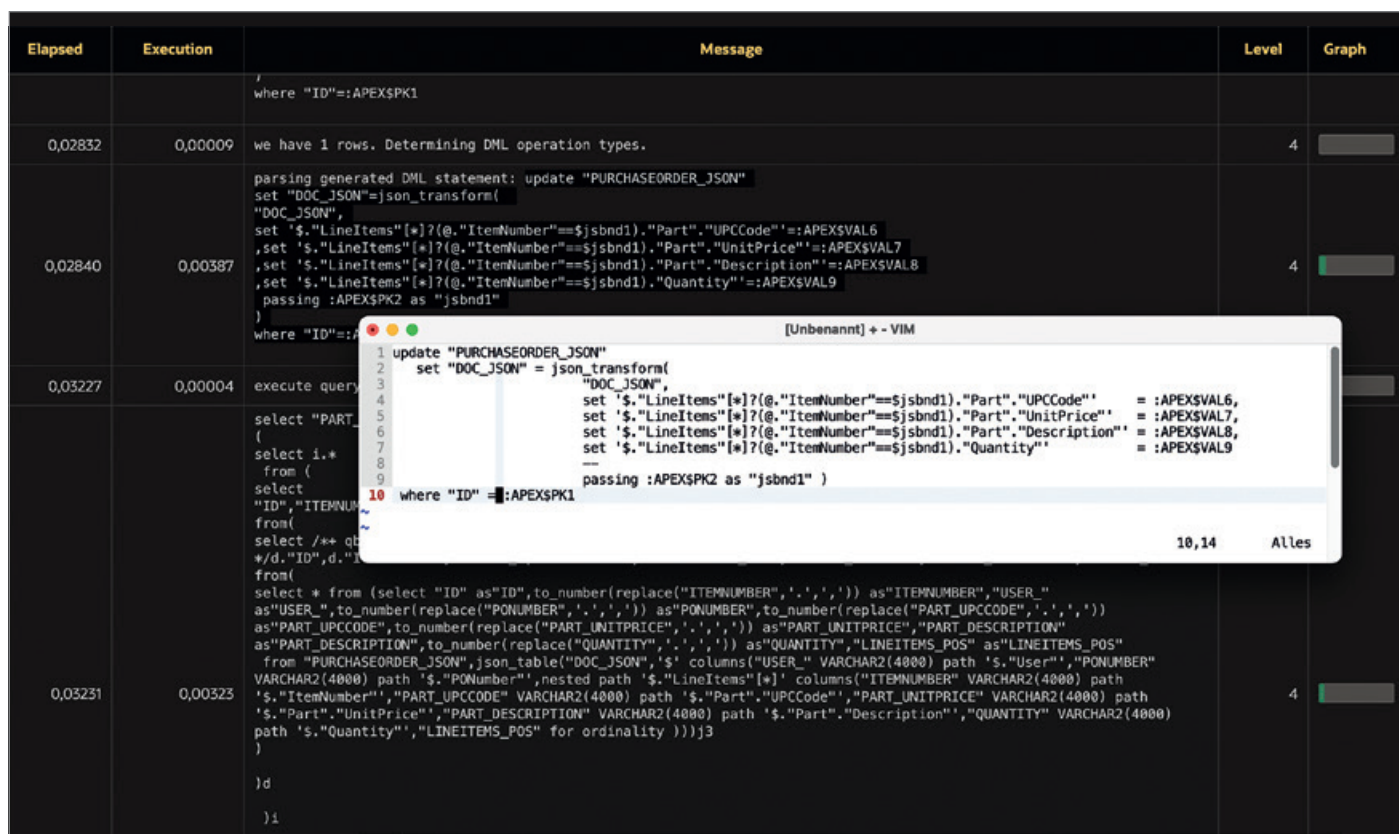 Elapsed Execution Message Level Graph
where "ID"=:APEX$PK1
0,02832 0,00009 we have 1 rows. Determining DML operation types. 4
parsing generated DML statement: update "PURCHASEORDER_JSON"
set "DOC_JSON"=json_transform(
"DOC_JSON",
set '$."LineItems"[*]?(@."ItemNumber"==$jsbnd1)."Part"."UPCCode"'=:APEX$VAL6
,set '$."LineItems"[*]?(@."ItemNumber"==$jsbnd1)."Part"."UnitPrice"'=:APEX$VAL7
0,02840 0,00387 ,set '$."LineItems"[*]?(@."ItemNumber"==$jsbnd1)."Part"."Description"'=:APEX$VAL8 4
,set '$."LineItems"[*]?(@."ItemNumber"==$jsbnd1)."Quantity"'=:APEX$VAL9
passing :APEX$PK2 as "jsbnd1"
)
where "ID"=:A
[Unbenannt] + - VIM
1 update "PURCHASEORDER_JSON"
2 set "DOC_JSON" = json_transform(
3 "DOC_JSON",
4 set '$."LineItems"[*]?(@."ItemNumber"==$jsbnd1)."Part"."UPCCode"' = :APEX$VAL6,
5 set '$."LineItems"[*]?(@."ItemNumber"==$jsbnd1)."Part"."UnitPrice"' = :APEX$VAL7,
6 set '$."LineItems"[*]?(@."ItemNumber"==$jsbnd1)."Part"."Description"' = :APEX$VAL8,
7 set '$."LineItems"[*]?(@."ItemNumber"==$jsbnd1)."Quantity"' = :APEX$VAL9
8 --
9 passing :APEX$PK2 as "jsbnd1" )
10 where "ID" = :APEX$PK1
~
~
10,14 Alles
0,03227 0,00004 execute query
select "PART_
(
select i.*
from (
select
"ID","ITEMNUM
from(
select /*+ qb
*/d."ID",d."I
from(
select * from (select "ID" as"ID",to_number(replace("ITEMNUMBER",'.',',')) as"ITEMNUMBER","USER_"
as"USER_",to_number(replace("PONUMBER",'.',',')) as"PONUMBER",to_number(replace("PART_UPCCODE",'.',','))
as"PART_UPCCODE",to_number(replace("PART_UNITPRICE",'.',',')) as"PART_UNITPRICE","PART_DESCRIPTION"
as"PART_DESCRIPTION",to_number(replace("QUANTITY",'.',',')) as"QUANTITY","LINEITEMS_POS" as"LINEITEMS_POS"
from "PURCHASEORDER_JSON",json_table("DOC_JSON",'$' columns("USER_" VARCHAR2(4000) path '$."User"',"PONUMBER"
VARCHAR2(4000) path '$."PONumber"',nested path '$."LineItems"[*]' columns("ITEMNUMBER" VARCHAR2(4000) path
0,03231 0,00323 '$."ItemNumber"',"PART_UPCCODE" VARCHAR2(4000) path '$."Part"."UPCCode"',"PART_UNITPRICE" VARCHAR2(4000) path 4
'$."Part"."UnitPrice"',"PART_DESCRIPTION" VARCHAR2(4000) path '$."Part"."Description"',"QUANTITY" VARCHAR2(4000)
path '$."Quantity"',"LINEITEMS_POS" for ordinality )))j3
)
)d
)i